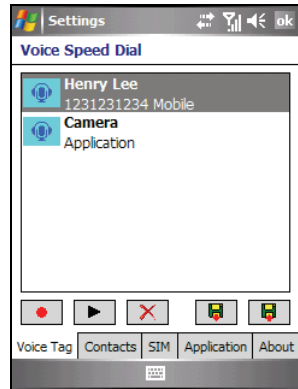 Settings
ok
Voice Speed Dial
Henry Lee
1231231234 Mobile
Camera
Application
Voice Tag Contacts SIM Application About